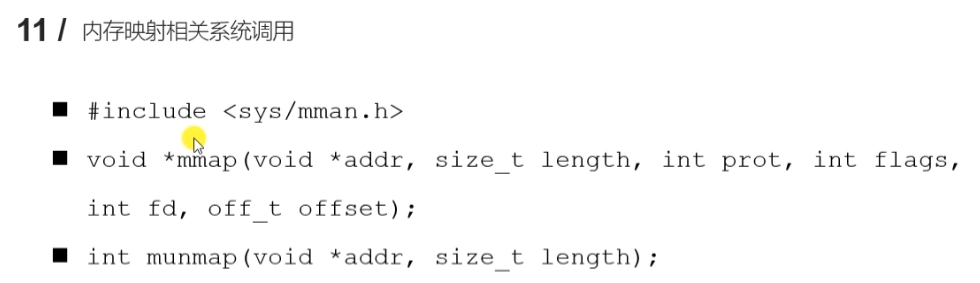 11 / 内存映射相关系统调用
■ #include <sys/mman.h>
■ void *mmap(void *addr, size_t length, int prot, int flags,
int fd, off_t offset);
■ int munmap(void *addr, size_t length);